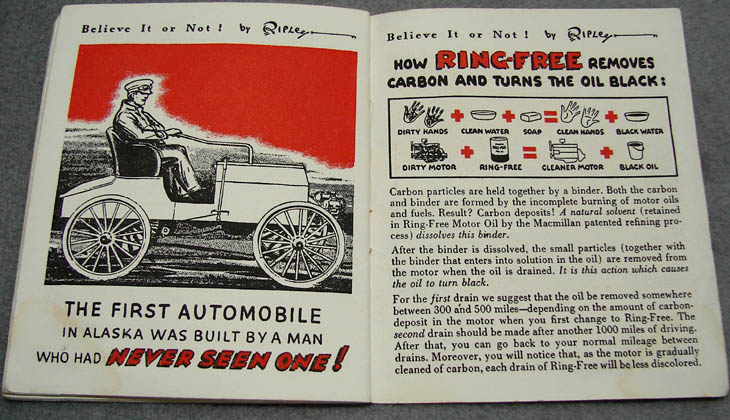 Believe It or Not! by Ripley
THE FIRST AUTOMOBILE
IN ALASKA WAS BUILT BY A MAN
WHO HAD NEVER SEEN ONE!
Believe It or Not! by Ripley
HOW RING-FREE REMOVES
CARBON AND TURNS THE OIL BLACK:
DIRTY HANDS + CLEAN WATER + SOAP = CLEAN HANDS + BLACK WATER
DIRTY MOTOR + RING-FREE = CLEANER MOTOR + BLACK OIL
Carbon particles are held together by a binder. Both the carbon
and binder are formed by the incomplete burning of motor oils
and fuels. Result? Carbon deposits! A natural solvent (retained
in Ring-Free Motor Oil by the Macmillan patented refining pro-
cess) dissolves this binder.
After the binder is dissolved, the small particles (together with
the binder that enters into solution in the oil) are removed from
the motor when the oil is drained. It is this action which causes
the oil to turn black.
For the first drain we suggest that the oil be removed somewhere
between 300 and 500 miles—depending on the amount of carbon-
deposit in the motor when you first change to Ring-Free. The
second drain should be made after another 1000 miles of driving.
After that, you can go back to your normal mileage between
drains. Moreover, you will notice that, as the motor is gradually
cleaned of carbon, each drain of Ring-Free will be less discolored.